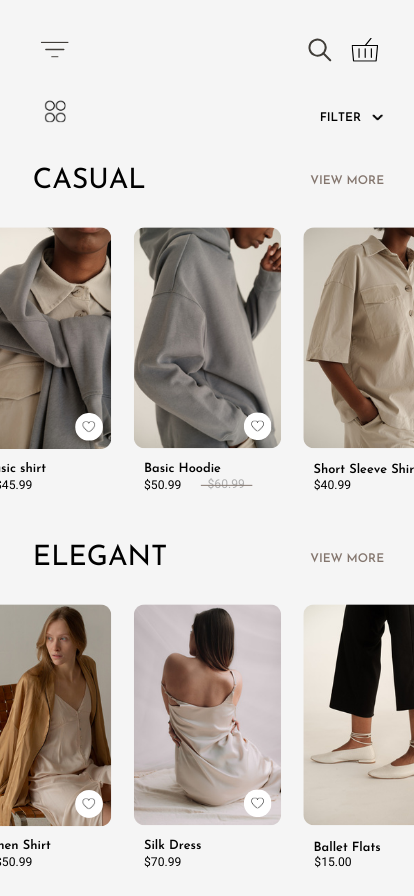 FILTER
CASUAL
VIEW MORE
sic shirt
$45.99
Basic Hoodie
$50.99 $60.99
Short Sleeve Shir
$40.99
ELEGANT
VIEW MORE
nen Shirt
$50.99
Silk Dress
$70.99
Ballet Flats
$15.00